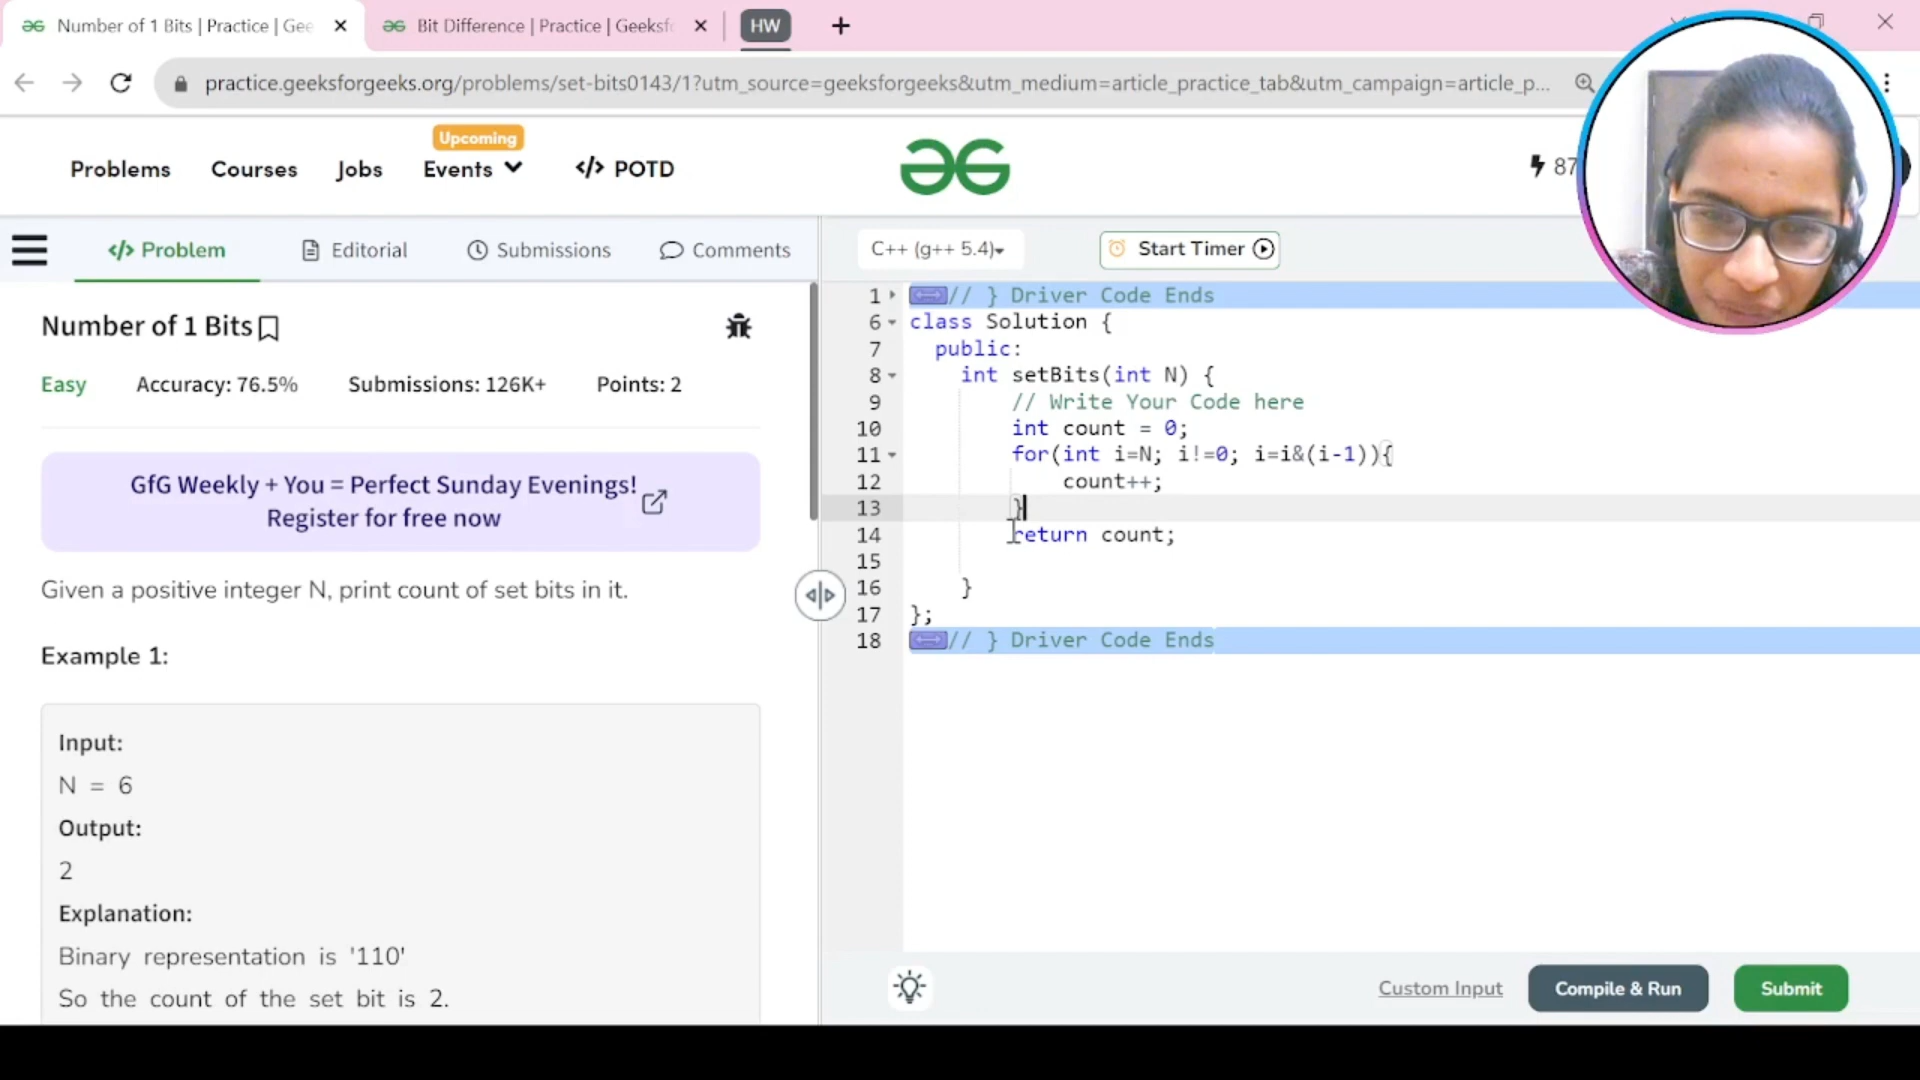 Number of 1 Bits | Practice | Gee
Bit Difference | Practice | Geeksf
HW
practice.geeksforgeeks.org/problems/set-bits0143/1?utm_source=geeksforgeeks&utm_medium=article_practice_tab&utm_campaign=article_p...
Problems
Courses
Jobs
Upcoming
Events
</> POTD
87
</> Problem
Editorial
Submissions
Comments
C++ (g++ 5.4)
Start Timer
Number of 1 Bits
Easy
Accuracy: 76.5%
Submissions: 126K+
Points: 2
GfG Weekly + You = Perfect Sunday Evenings!
Register for free now
Given a positive integer N, print count of set bits in it.
Example 1:
Input:
N = 6
Output:
2
Explanation:
Binary representation is '110'
So the count of the set bit is 2.
1 // } Driver Code Ends
6 class Solution {
7 public:
8 int setBits(int N) {
9 // Write Your Code here
10 int count = 0;
11 for(int i=N; i!=0; i=i&(i-1)){
12 count++;
13 }
14 return count;
15
16 }
17 };
18 // } Driver Code Ends
Custom Input
Compile & Run
Submit